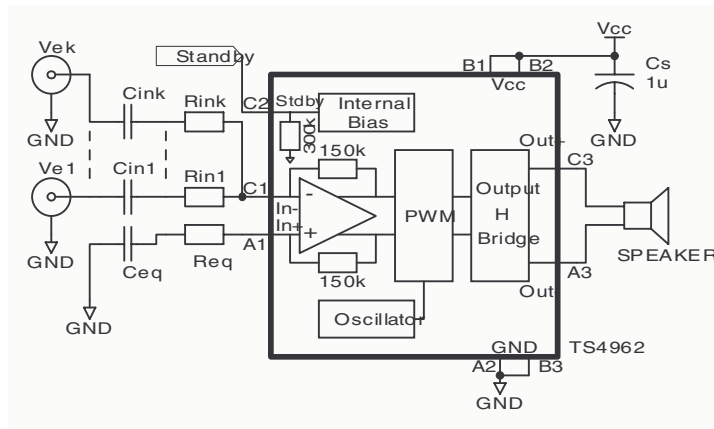 Vek
Standby
Vcc
B1
B2
Vcc
Cs
1u
GND
GND
Cink
Rink
C2
Stdby
Internal
Bias
300k
150k
Out+
C3
Ve1
Cin1
Rin1
C1
In-
In+
-
+
PWM
Output
H
Bridge
GND
Ceq
Req
A1
150k
A3
SPEAKER
Out-
GND
Oscillator
GND
TS4962
A2
B3
GND